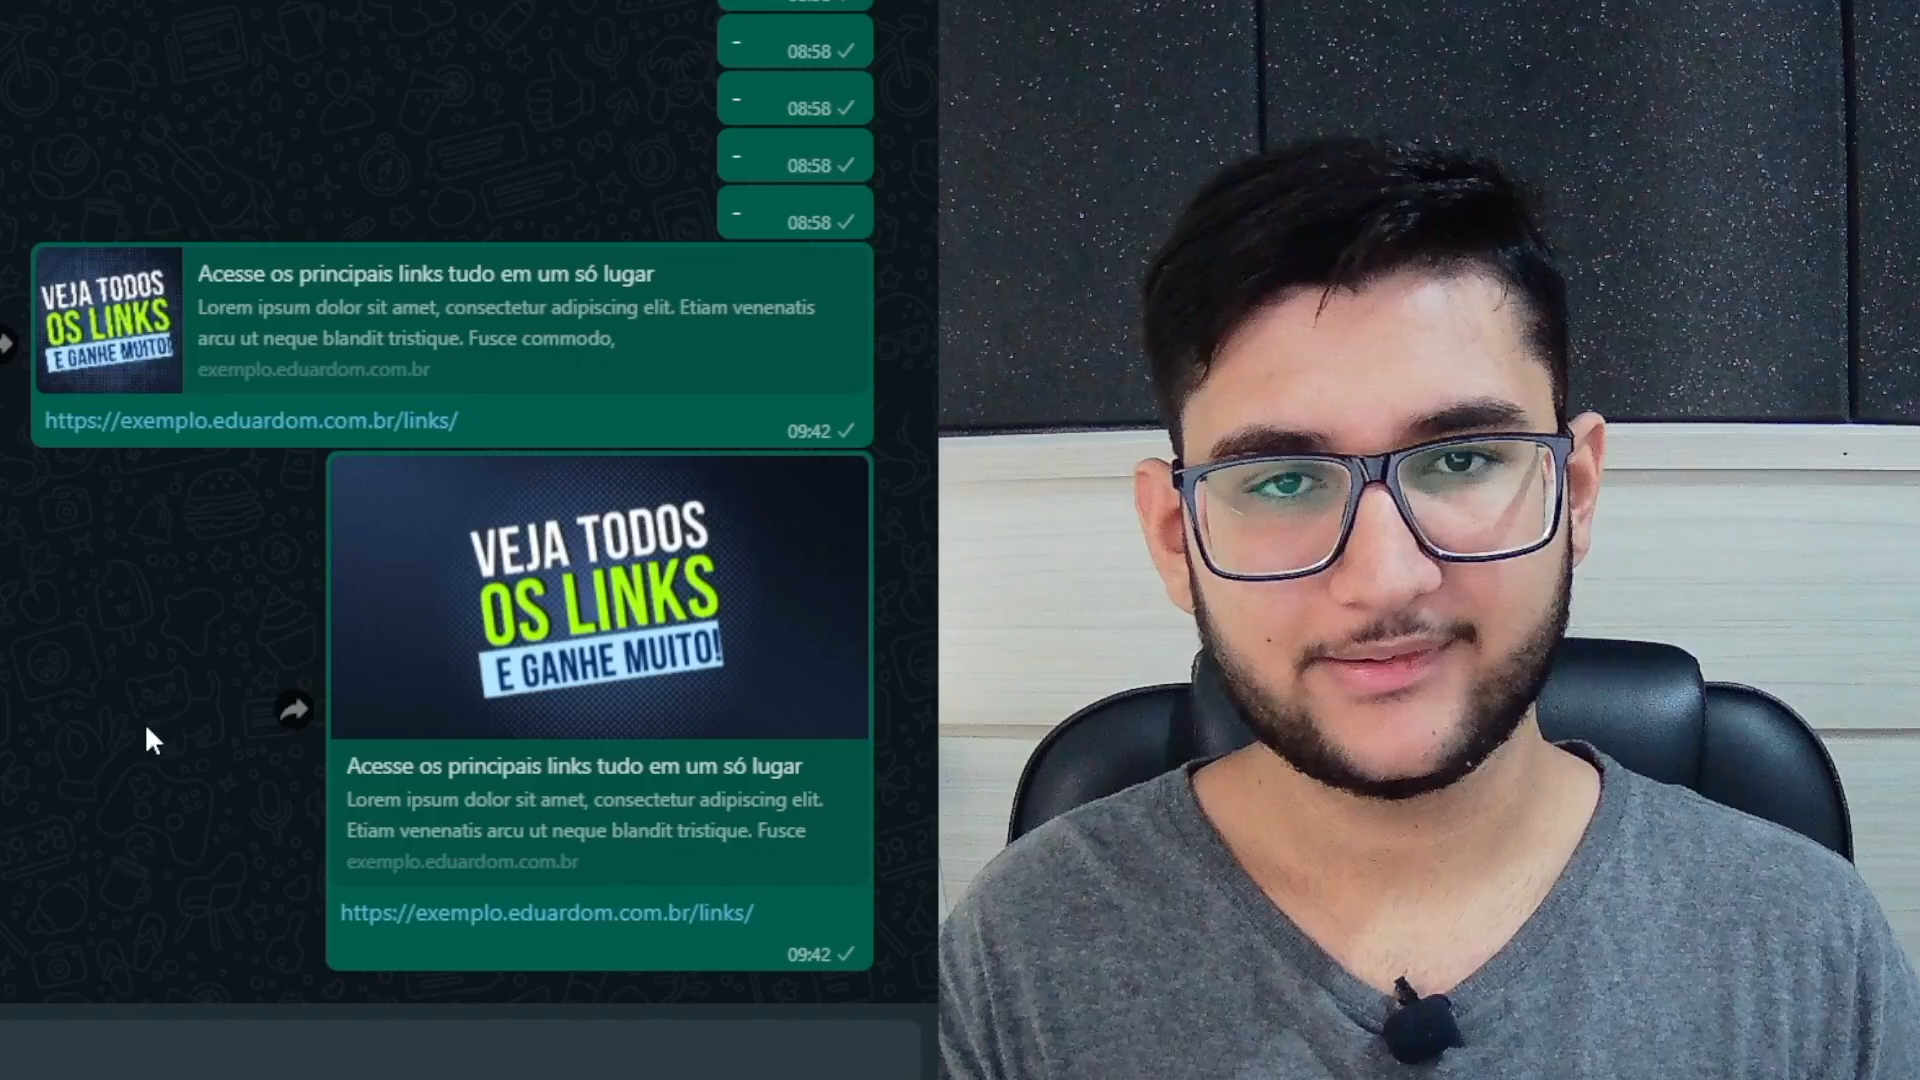 -
08:58
-
08:58
-
08:58
-
08:58
VEJA TODOS
OS LINKS
E GANHE MUITO!
Acesse os principais links tudo em um só lugar
Lorem ipsum dolor sit amet, consectetur adipiscing elit. Etiam venenatis
arcu ut neque blandit tristique. Fusce commodo,
exemplo.eduardom.com.br
https://exemplo.eduardom.com.br/links/
09:42
VEJA TODOS
OS LINKS
E GANHE MUITO!
Acesse os principais links tudo em um só lugar
Lorem ipsum dolor sit amet, consectetur adipiscing elit.
Etiam venenatis arcu ut neque blandit tristique. Fusce
exemplo.eduardom.com.br
https://exemplo.eduardom.com.br/links/
09:42